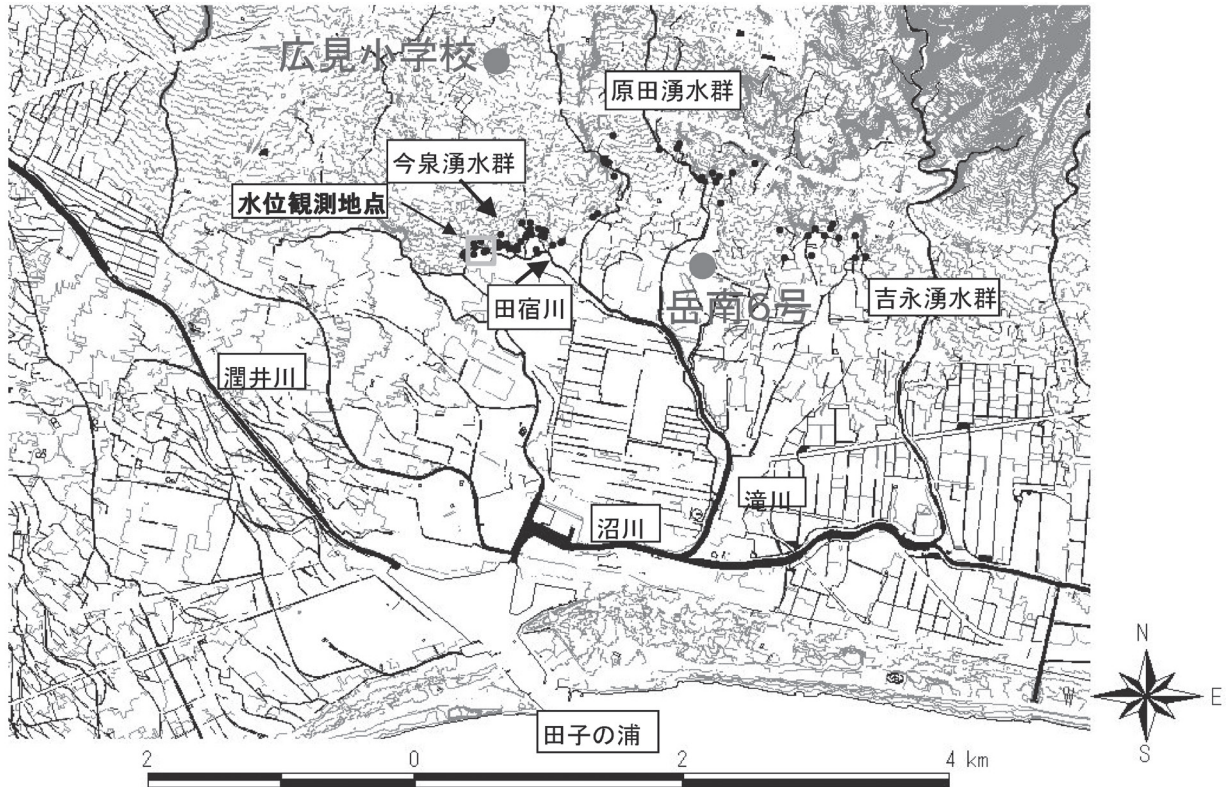 広見小学校
原田湧水群
今泉湧水群
水位観測地点
田宿川
岳南6号
吉永湧水群
潤井川
滝川
沼川
田子の浦
N
W
E
S
2 0 2 4 km